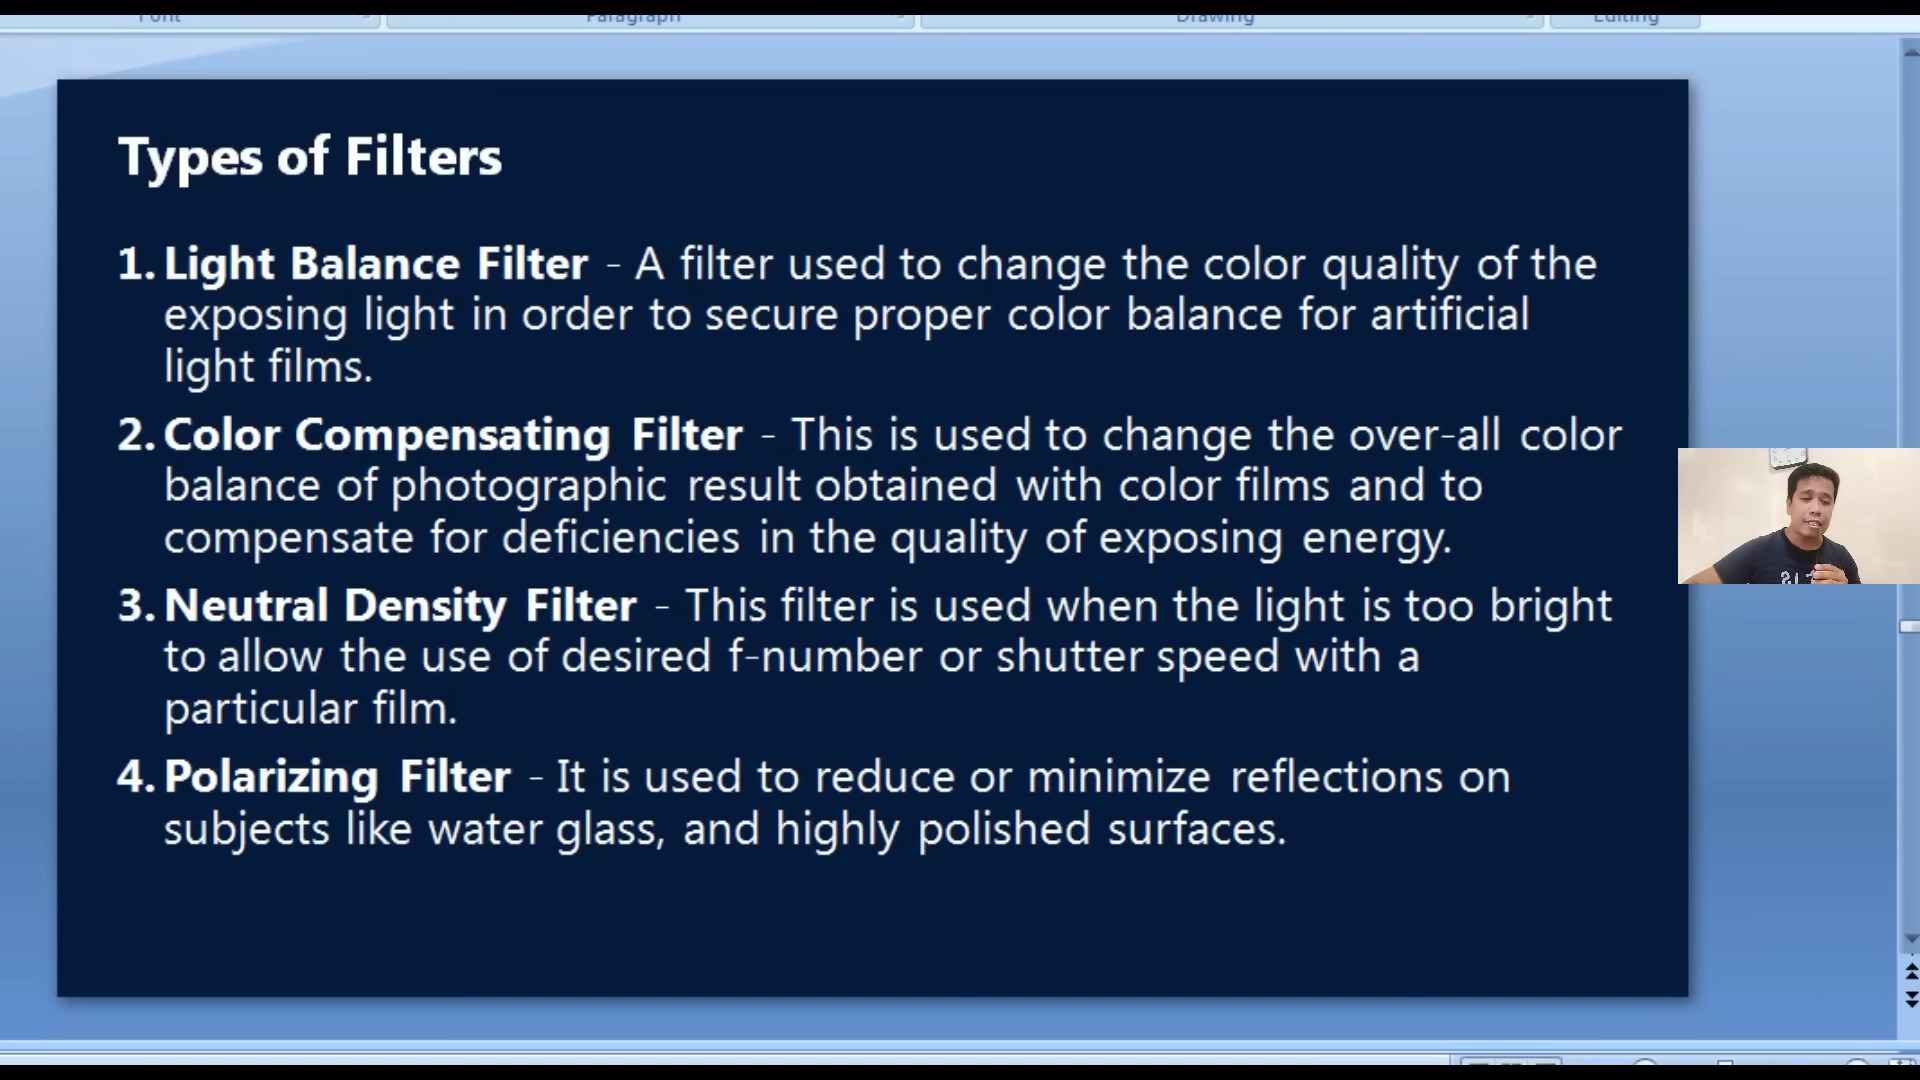 Font Paragraph Drawing Editing
Types of Filters
1. Light Balance Filter - A filter used to change the color quality of the
exposing light in order to secure proper color balance for artificial
light films.
2. Color Compensating Filter - This is used to change the over-all color
balance of photographic result obtained with color films and to
compensate for deficiencies in the quality of exposing energy.
3. Neutral Density Filter - This filter is used when the light is too bright
to allow the use of desired f-number or shutter speed with a
particular film.
4. Polarizing Filter - It is used to reduce or minimize reflections on
subjects like water glass, and highly polished surfaces.